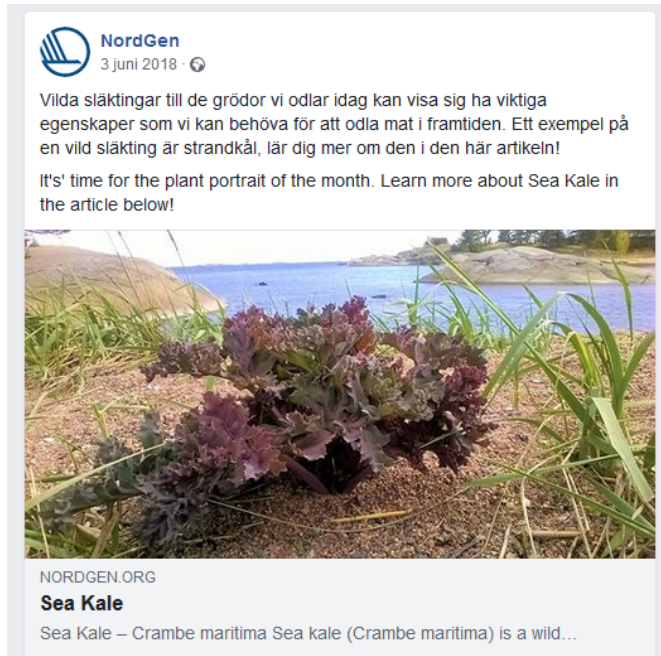 NordGen
3 juni 2018 ·
Vilda släktingar till de grödor vi odlar idag kan visa sig ha viktiga
egenskaper som vi kan behöva för att odla mat i framtiden. Ett exempel på
en vild släkting är strandkål, lär dig mer om den i den här artikeln!
It's' time for the plant portrait of the month. Learn more about Sea Kale in
the article below!
NORDGEN.ORG
Sea Kale
Sea Kale – Crambe maritima Sea kale (Crambe maritima) is a wild…